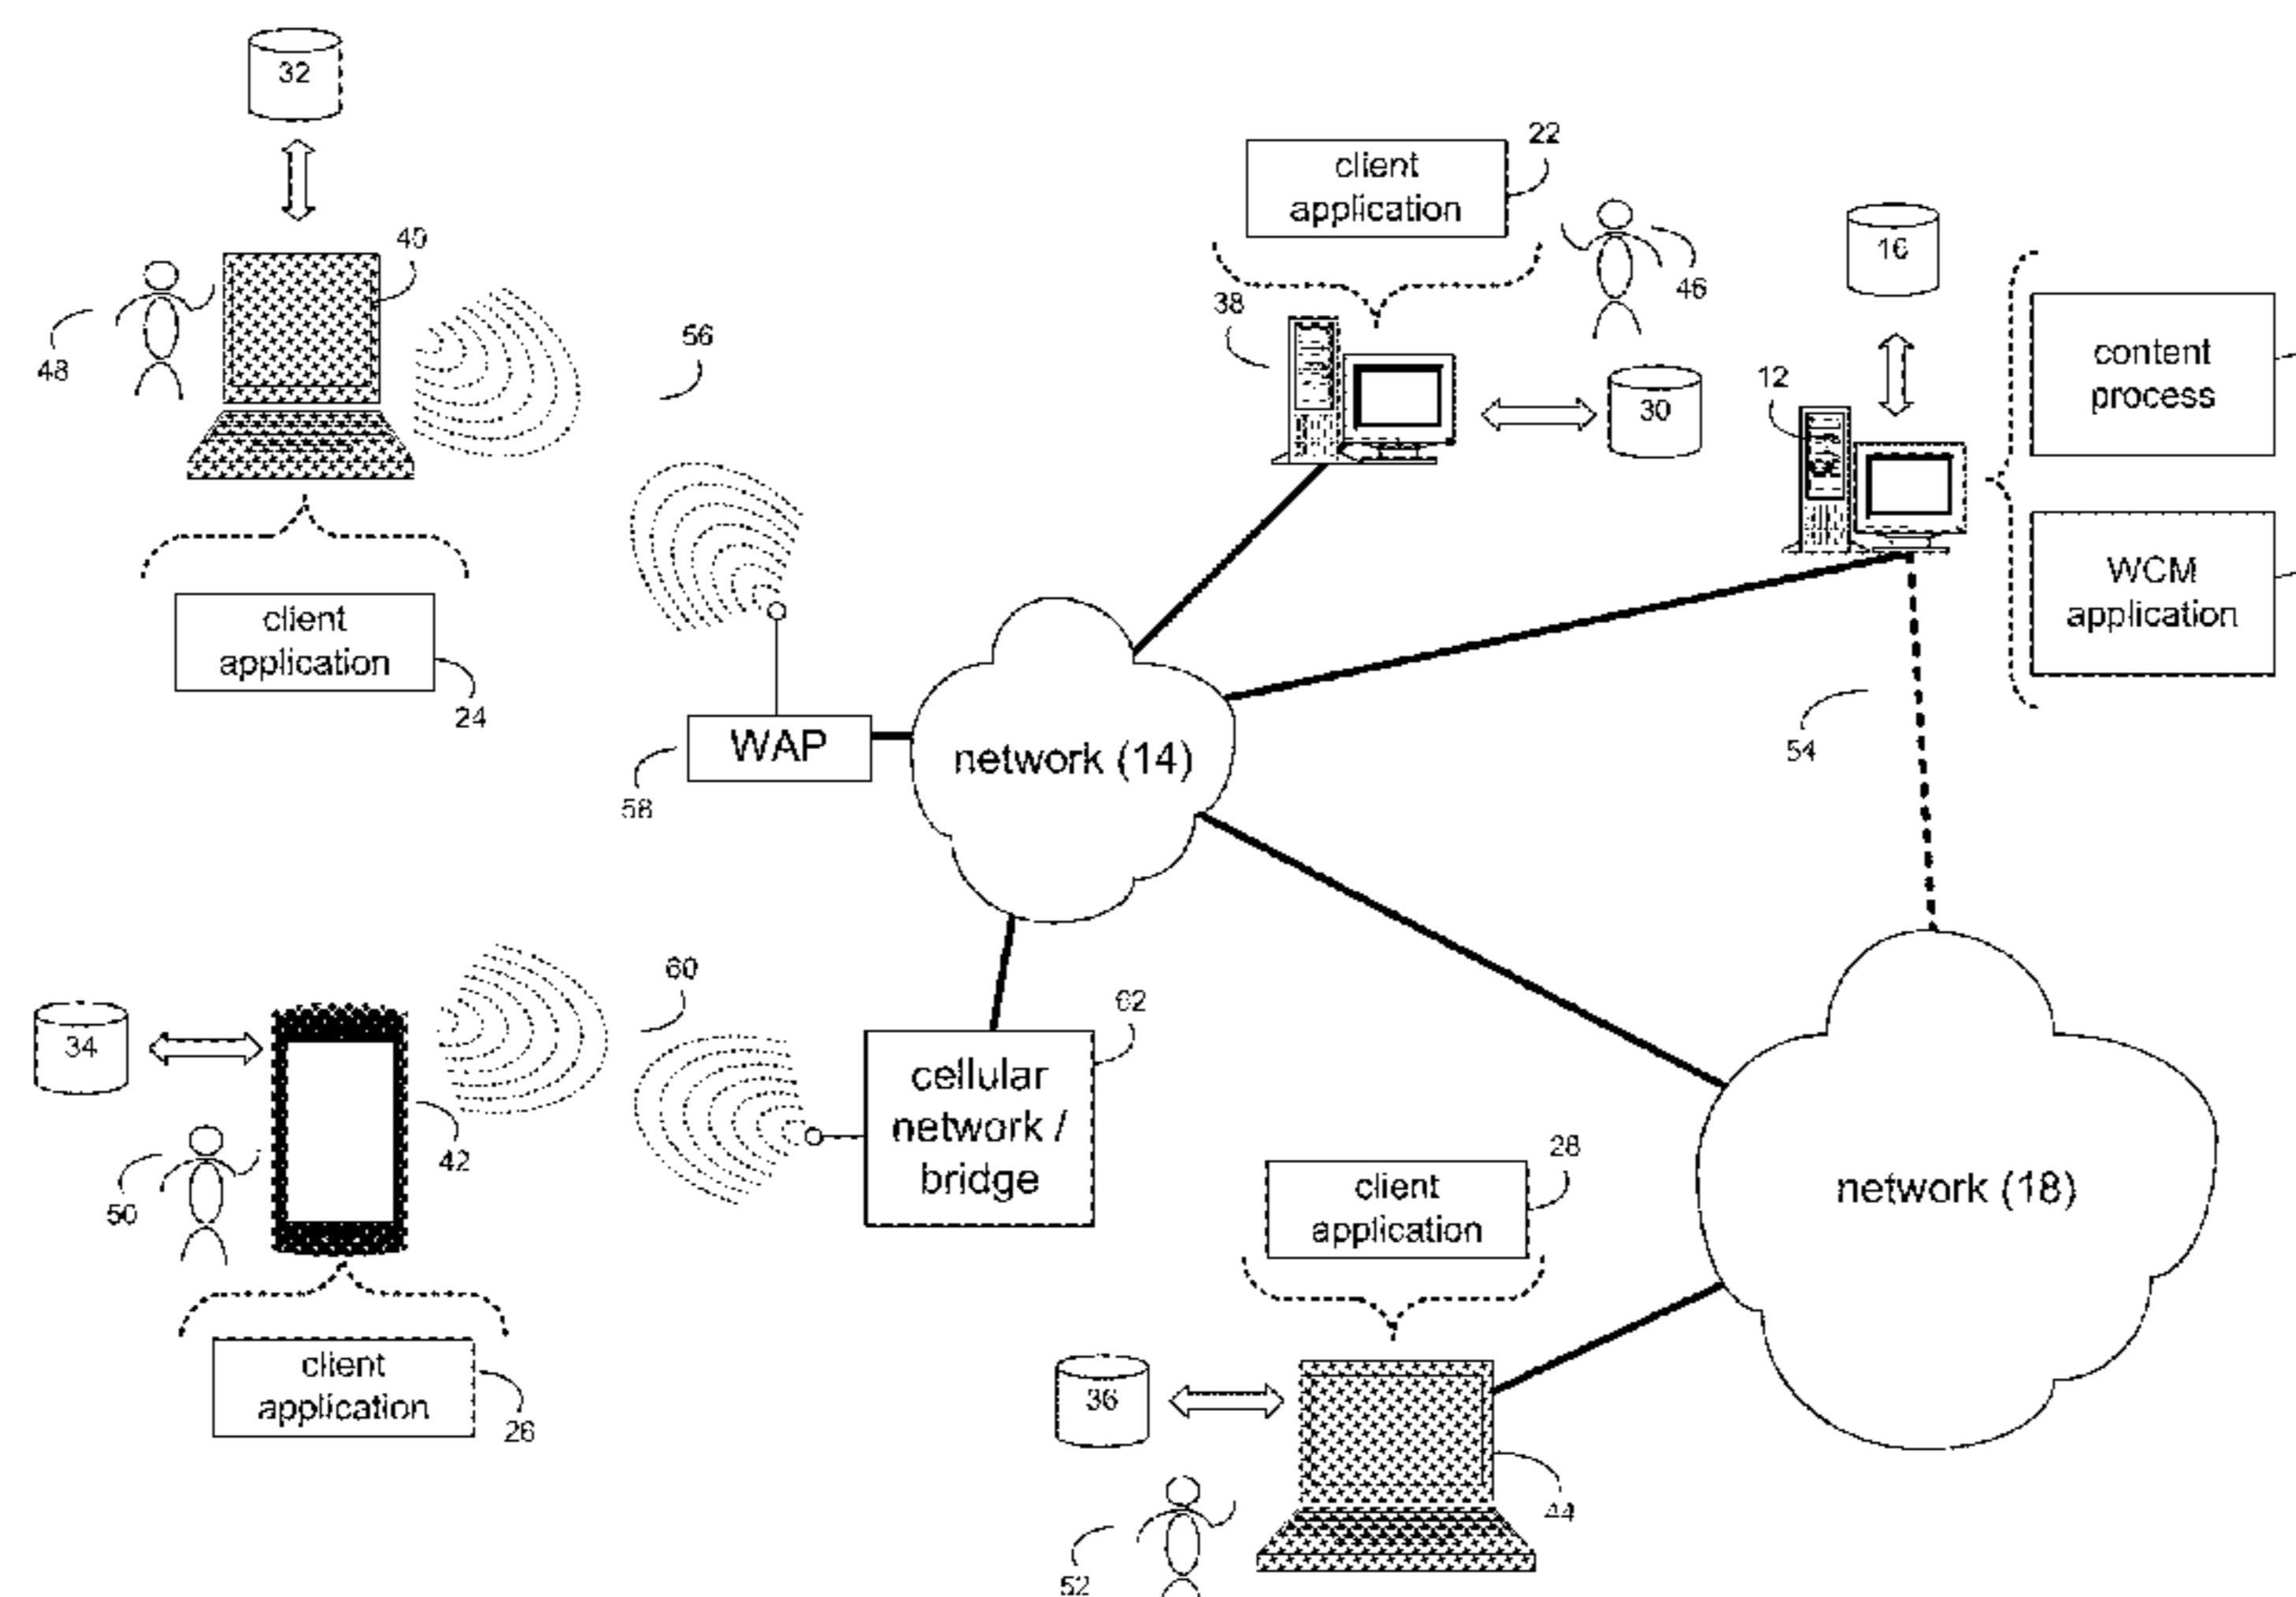 32
40
48
56
client
application
24
22
client
application
46
38
30
16
12
content
process
WCM
application
54
WAP
58
network (14)
60
34
42
50
62
cellular
network /
bridge
client
application
26
28
client
application
network (18)
36
44
52